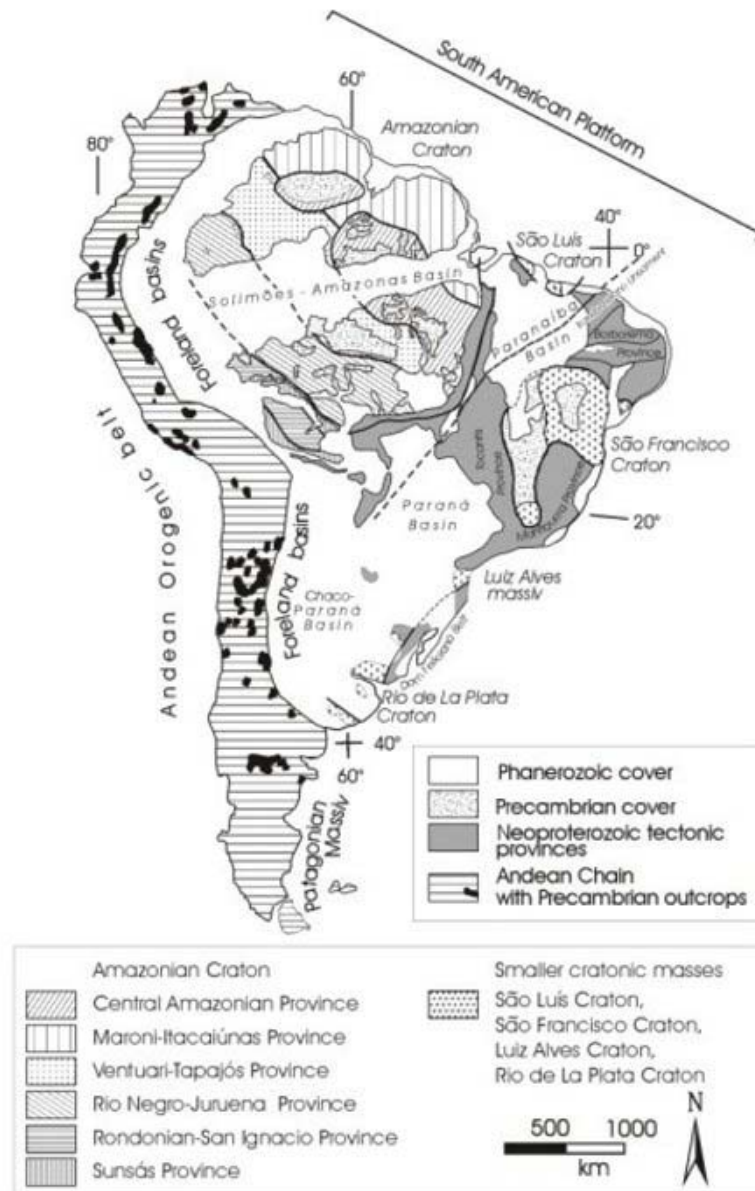 South American Platform
60°
80°
Amazonian
Craton
São Luís
Craton
40°
0°
Foreland basins
Solimões - Amazonas Basin
Paranaíba
Basin
Borborema
Province
Andean Orogenic belt
São Francisco
Craton
Tocantins
Province
Mantiqueira Province
20°
Paraná
Basin
Foreland basins
Chaco-
Paraná
Basin
Luiz Alves
massiv
Dom Feliciano Belt
Rio de La Plata
Craton
40°
60°
Patagonian
Massiv
Phanerozoic cover
Precambrian cover
Neoproterozoic tectonic
provinces
Andean Chain
with Precambrian outcrops
Amazonian Craton
Central Amazonian Province
Maroni-Itacaiúnas Province
Ventuari-Tapajós Province
Rio Negro-Juruena Province
Rondonian-San Ignacio Province
Sunsás Province
Smaller cratonic masses
São Luís Craton,
São Francisco Craton,
Luiz Alves Craton,
Rio de La Plata Craton
N
500 1000
km